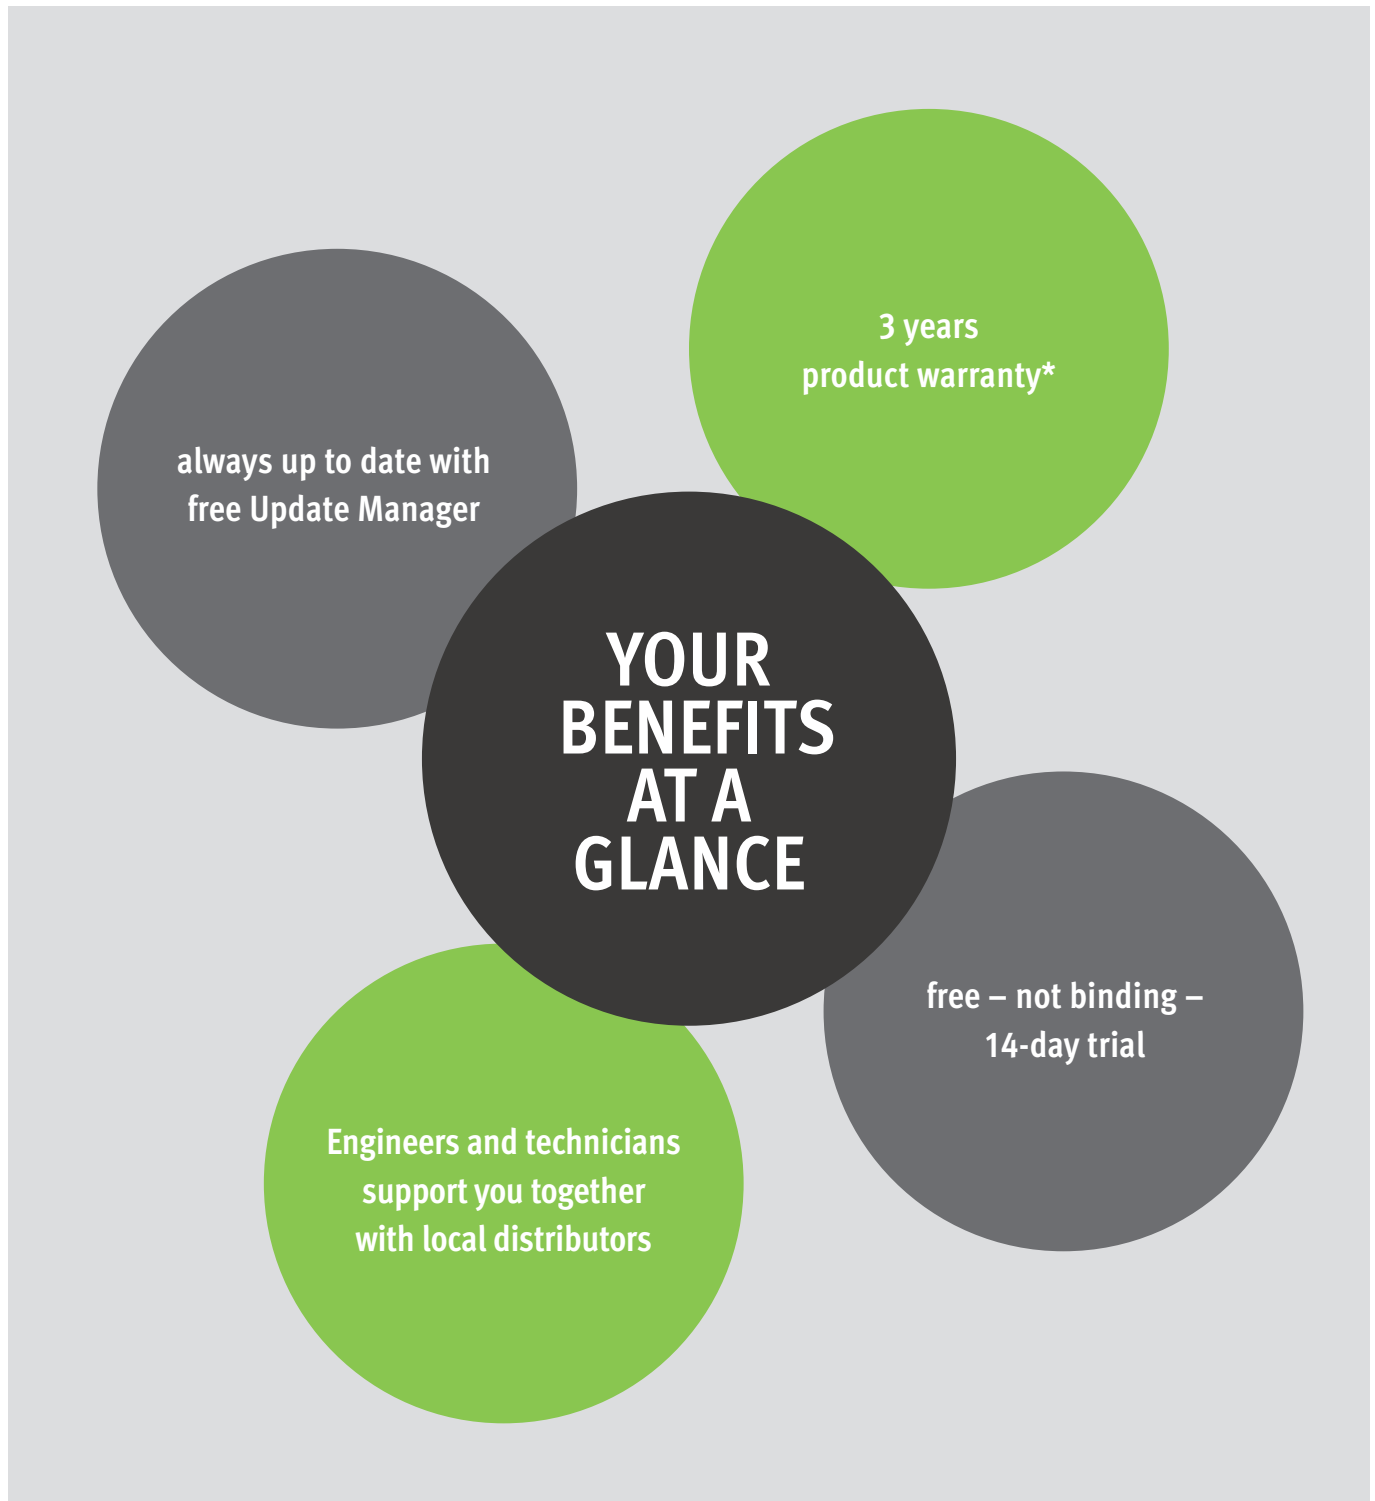 3 years
product warranty*
always up to date with
free Update Manager
YOUR
BENEFITS
AT A
GLANCE
free – not binding –
14-day trial
Engineers and technicians
support you together
with local distributors